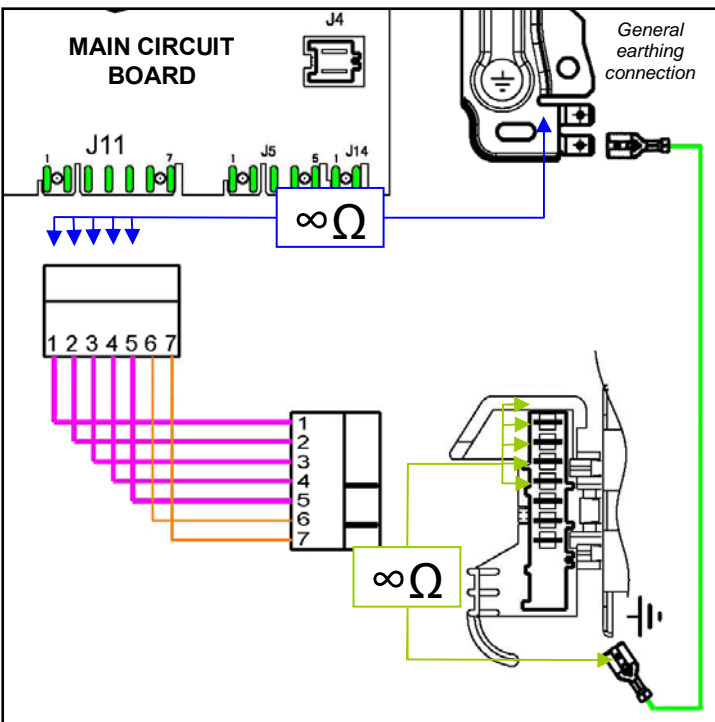 J4
MAIN CIRCUIT
BOARD
General
earthing
connection
J11
1 7
J5
1 5
J14
1
∞Ω
1 2 3 4 5 6 7
1
2
3
4
5
6
7
∞Ω